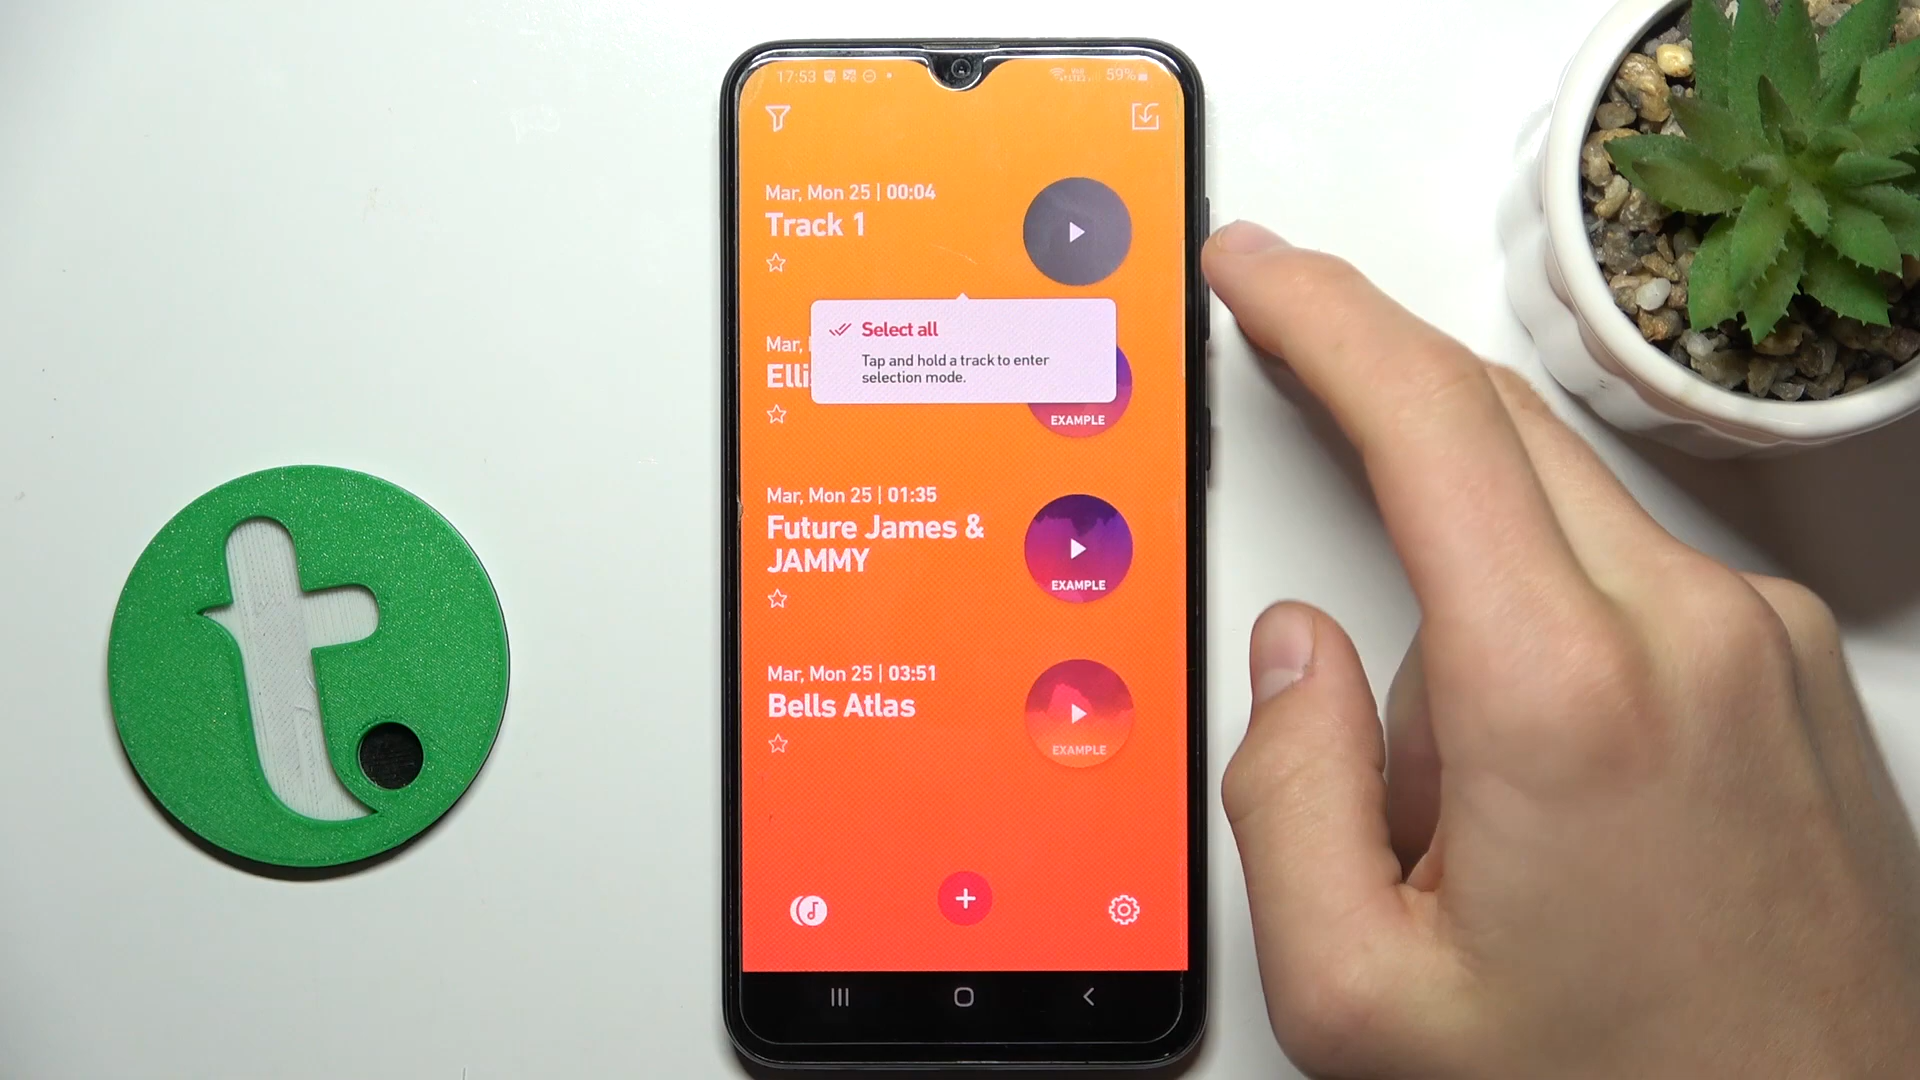 17:53 59%
Mar, Mon 25 | 00:04
Track 1
Select all
Tap and hold a track to enter
selection mode.
Mar,
Elli
EXAMPLE
Mar, Mon 25 | 01:35
Future James &
JAMMY
EXAMPLE
Mar, Mon 25 | 03:51
Bells Atlas
EXAMPLE
t.